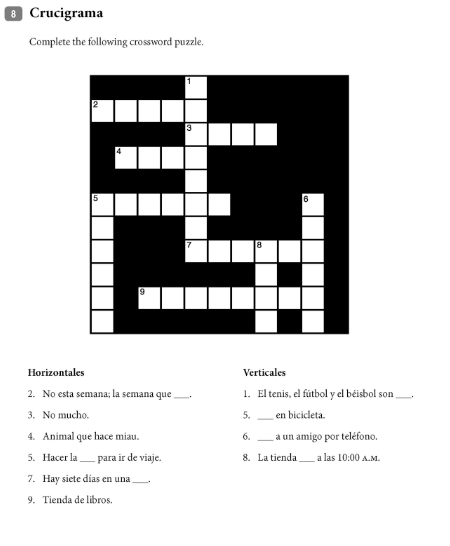 8 Crucigrama
Complete the following crossword puzzle.
1
2
3
4
5 6
7 8
9
Horizontales
2. No esta semana; la semana que ___.
3. No mucho.
4. Animal que hace miau.
5. Hacer la ___ para ir de viaje.
7. Hay siete días en una ___.
9. Tienda de libros.
Verticales
1. El tenis, el fútbol y el béisbol son ___.
5. ___ en bicicleta.
6. ___ a un amigo por teléfono.
8. La tienda ___ a las 10:00 A.M.